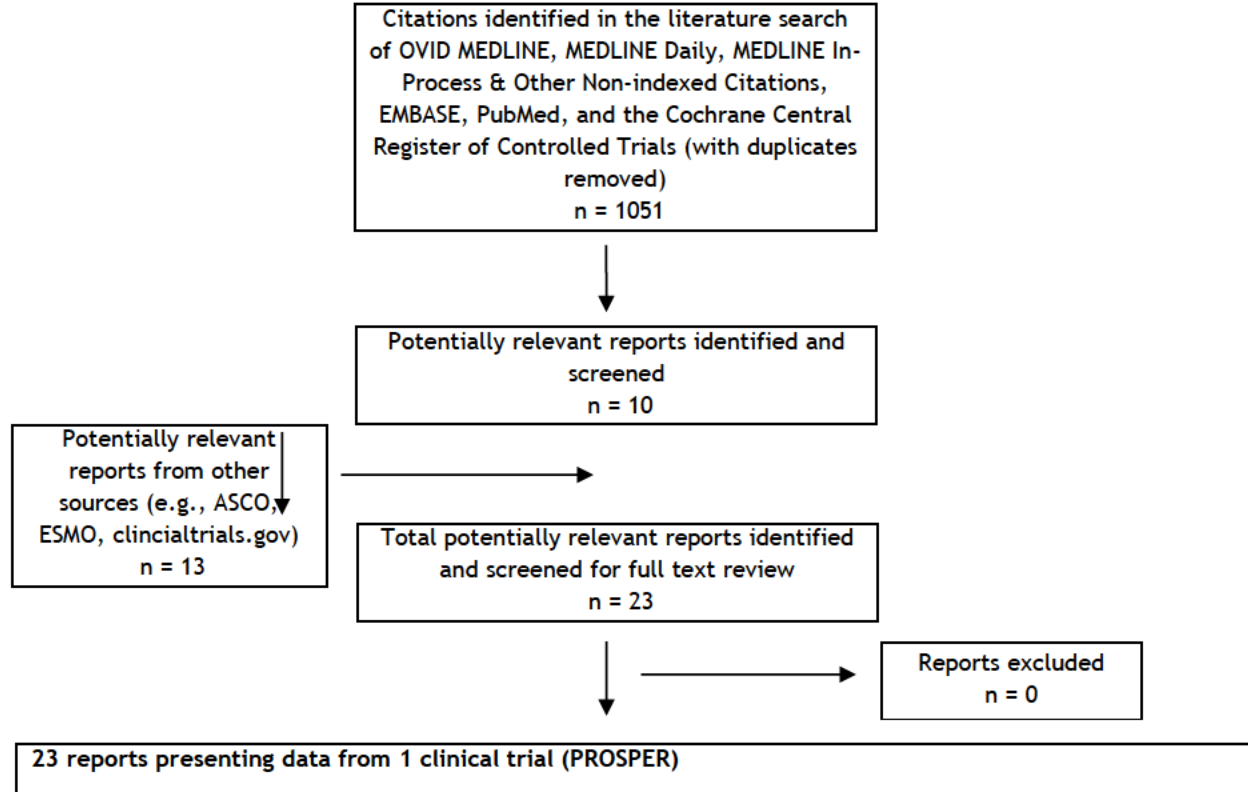 Citations identified in the literature search
of OVID MEDLINE, MEDLINE Daily, MEDLINE In-
Process & Other Non-indexed Citations,
EMBASE, PubMed, and the Cochrane Central
Register of Controlled Trials (with duplicates
removed)
n = 1051
Potentially relevant reports identified and
screened
n = 10
Potentially relevant
reports from other
sources (e.g., ASCO,
ESMO, clincialtrials.gov)
n = 13
Total potentially relevant reports identified
and screened for full text review
n = 23
Reports excluded
n = 0
23 reports presenting data from 1 clinical trial (PROSPER)